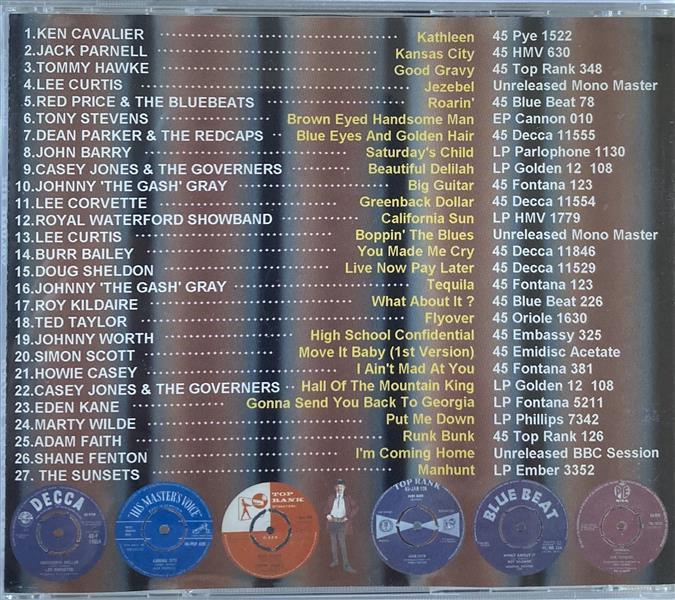 1.KEN CAVALIER Kathleen 45 Pye 1522
2.JACK PARNELL Kansas City 45 HMV 630
3.TOMMY HAWKE Good Gravy 45 Top Rank 348
4.LEE CURTIS Jezebel Unreleased Mono Master
5.RED PRICE & THE BLUEBEATS Roarin' 45 Blue Beat 78
6.TONY STEVENS Brown Eyed Handsome Man EP Cannon 010
7.DEAN PARKER & THE REDCAPS Blue Eyes And Golden Hair 45 Decca 11555
8.JOHN BARRY Saturday's Child LP Parlophone 1130
9.CASEY JONES & THE GOVERNERS Beautiful Delilah LP Golden 12 108
10.JOHNNY 'THE GASH' GRAY Big Guitar 45 Fontana 123
11.LEE CORVETTE Greenback Dollar 45 Decca 11554
12.ROYAL WATERFORD SHOWBAND California Sun LP HMV 1779
13.LEE CURTIS Boppin' The Blues Unreleased Mono Master
14.BURR BAILEY You Made Me Cry 45 Decca 11846
15.DOUG SHELDON Live Now Pay Later 45 Decca 11529
16.JOHNNY 'THE GASH' GRAY Tequila 45 Fontana 123
17.ROY KILDAIRE What About It ? 45 Blue Beat 226
18.TED TAYLOR Flyover 45 Oriole 1630
19.JOHNNY WORTH High School Confidential 45 Embassy 325
20.SIMON SCOTT Move It Baby (1st Version) 45 Emidisc Acetate
21.HOWIE CASEY I Ain't Mad At You 45 Fontana 381
22.CASEY JONES & THE GOVERNERS Hall Of The Mountain King LP Golden 12 108
23.EDEN KANE Gonna Send You Back To Georgia LP Fontana 5211
24.MARTY WILDE Put Me Down LP Phillips 7342
25.ADAM FAITH Runk Bunk 45 Top Rank 126
26.SHANE FENTON I'm Coming Home Unreleased BBC Session
27. THE SUNSETS Manhunt LP Ember 3352
DECCA
"HIS MASTER'S VOICE"
TOP RANK
TOP RANK
BLUE BEAT
PYE